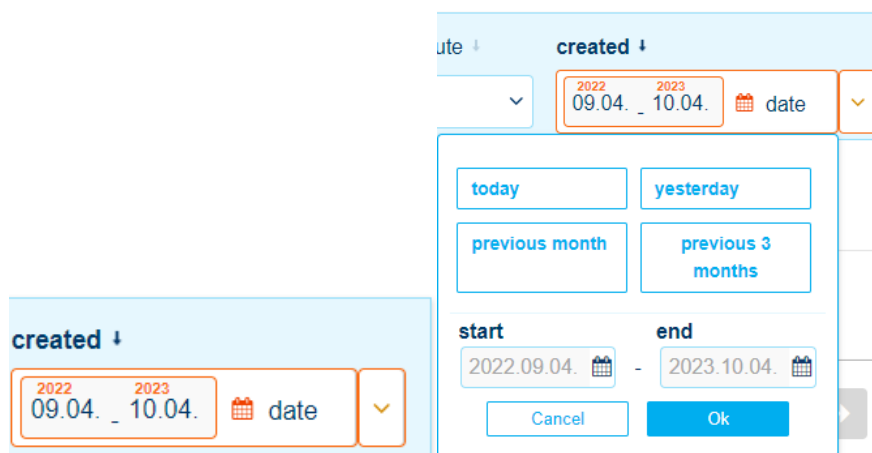 ute
created
2022 2023
09.04. - 10.04. date
today yesterday
previous month previous 3
months
start end
2022.09.04. - 2023.10.04.
Cancel Ok
created
2022 2023
09.04. - 10.04. date